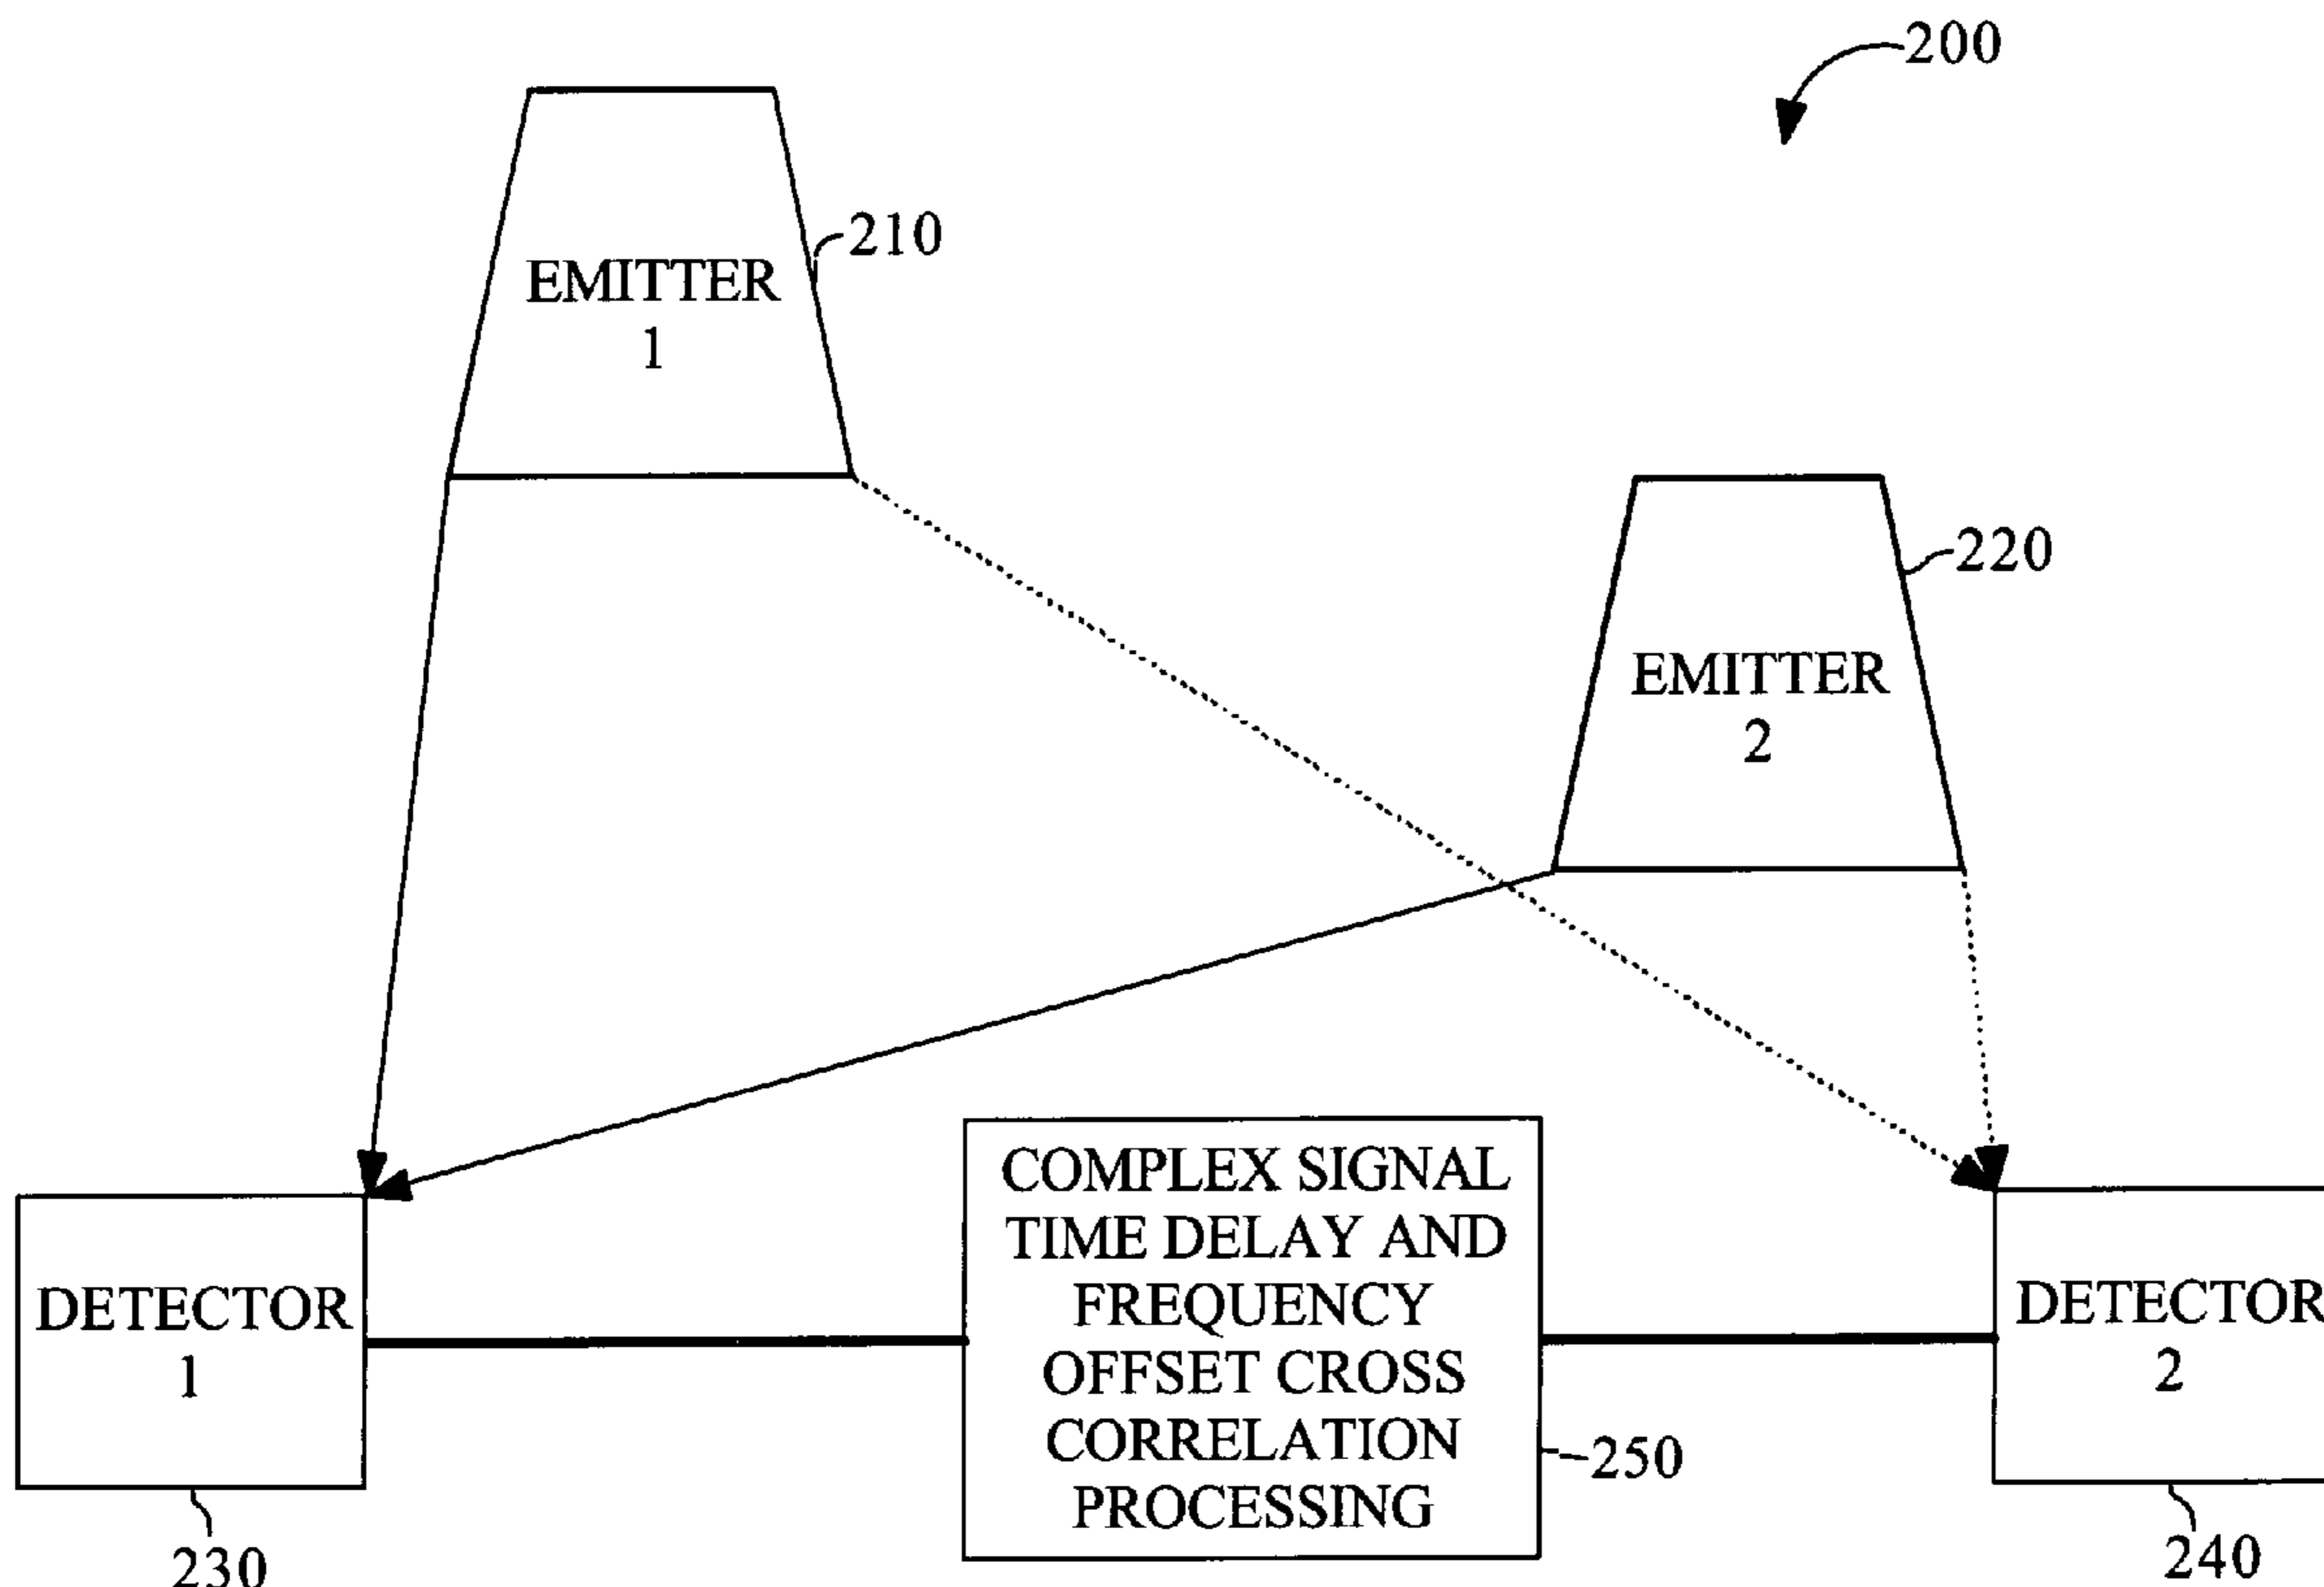 200
210
EMITTER
1
220
EMITTER
2
COMPLEX SIGNAL
TIME DELAY AND
FREQUENCY
OFFSET CROSS
CORRELATION
PROCESSING
250
DETECTOR
1
230
DETECTOR
2
240